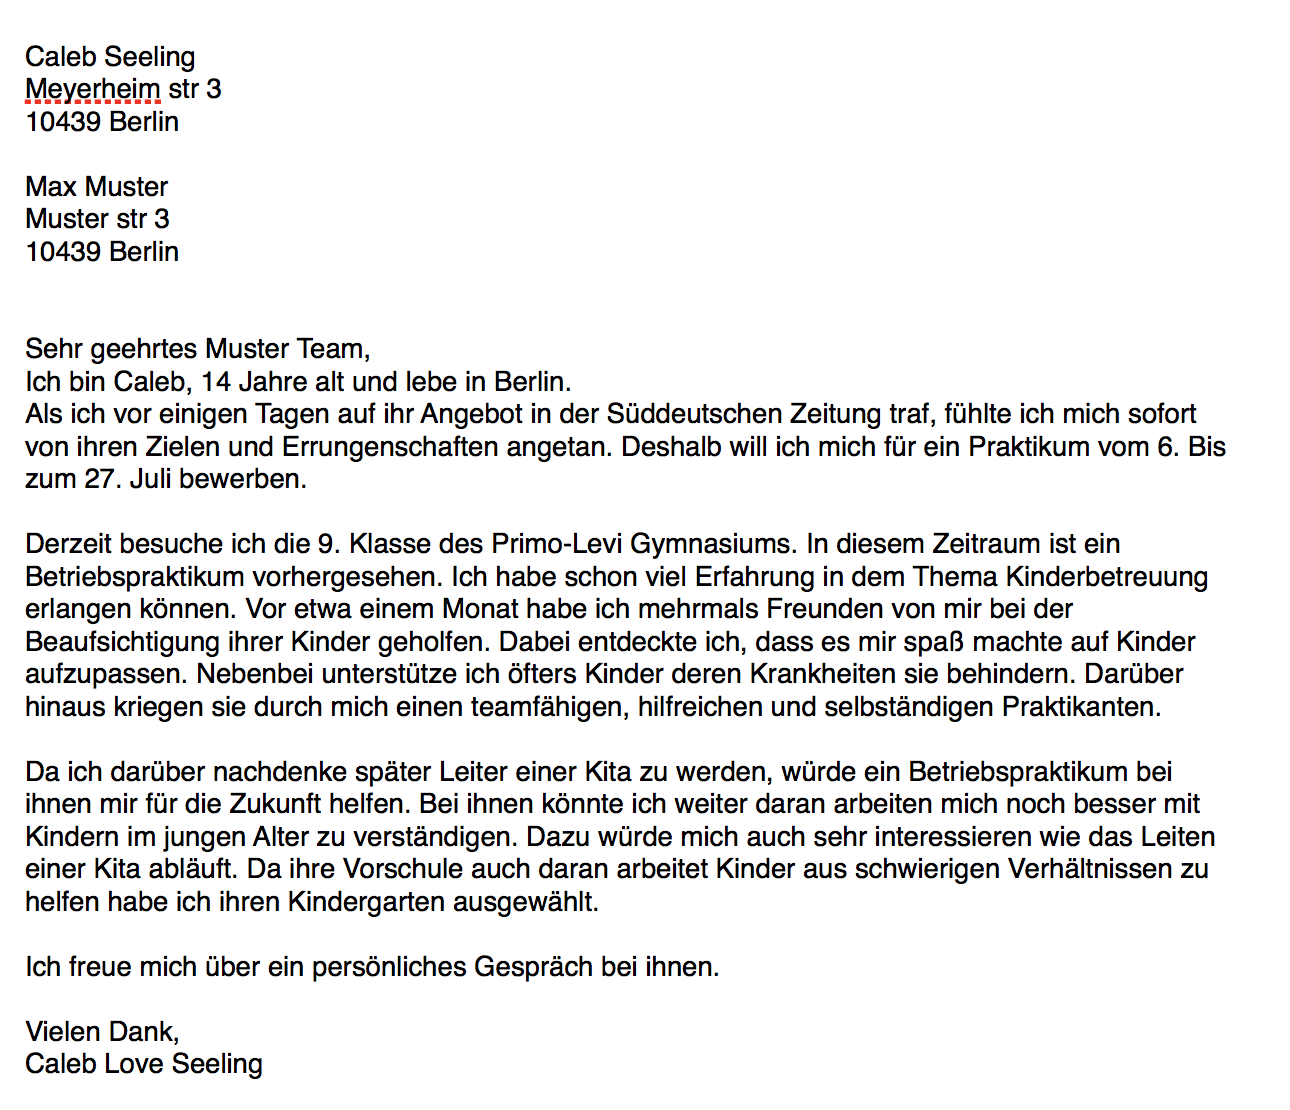 Caleb Seeling
Meyerheim str 3
10439 Berlin
Max Muster
Muster str 3
10439 Berlin
Sehr geehrtes Muster Team,
Ich bin Caleb, 14 Jahre alt und lebe in Berlin.
Als ich vor einigen Tagen auf ihr Angebot in der Süddeutschen Zeitung traf, fühlte ich mich sofort
von ihren Zielen und Errungenschaften angetan. Deshalb will ich mich für ein Praktikum vom 6. Bis
zum 27. Juli bewerben.
Derzeit besuche ich die 9. Klasse des Primo-Levi Gymnasiums. In diesem Zeitraum ist ein
Betriebspraktikum vorhergesehen. Ich habe schon viel Erfahrung in dem Thema Kinderbetreuung
erlangen können. Vor etwa einem Monat habe ich mehrmals Freunden von mir bei der
Beaufsichtigung ihrer Kinder geholfen. Dabei entdeckte ich, dass es mir spaß machte auf Kinder
aufzupassen. Nebenbei unterstütze ich öfters Kinder deren Krankheiten sie behindern. Darüber
hinaus kriegen sie durch mich einen teamfähigen, hilfreichen und selbständigen Praktikanten.
Da ich darüber nachdenke später Leiter einer Kita zu werden, würde ein Betriebspraktikum bei
ihnen mir für die Zukunft helfen. Bei ihnen könnte ich weiter daran arbeiten mich noch besser mit
Kindern im jungen Alter zu verständigen. Dazu würde mich auch sehr interessieren wie das Leiten
einer Kita abläuft. Da ihre Vorschule auch daran arbeitet Kinder aus schwierigen Verhältnissen zu
helfen habe ich ihren Kindergarten ausgewählt.
Ich freue mich über ein persönliches Gespräch bei ihnen.
Vielen Dank,
Caleb Love Seeling